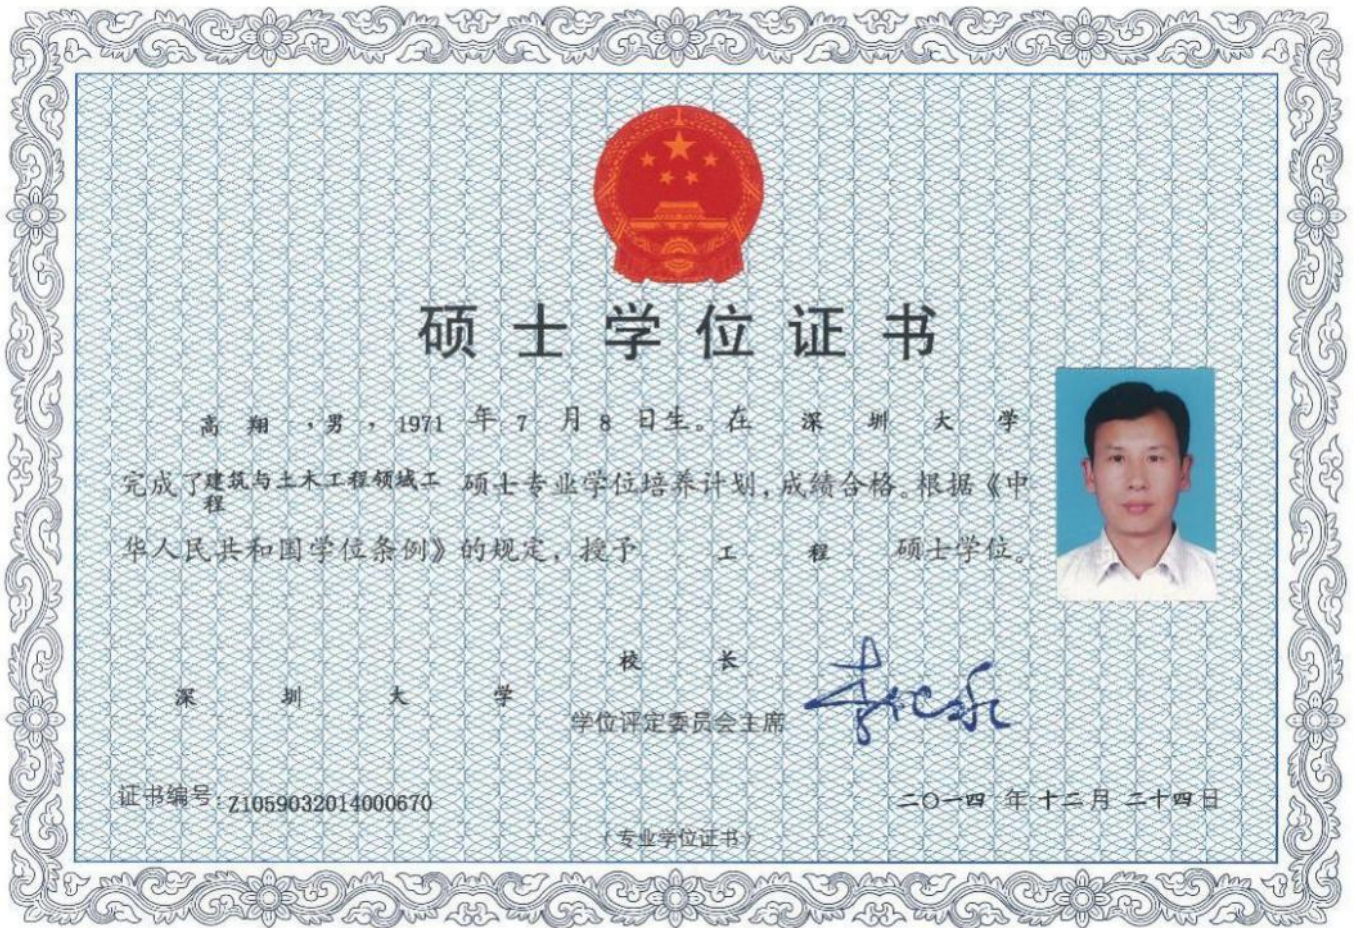 硕士学位证书
高翔，男，1971年7月8日生。在深圳大学
完成了建筑与土木工程领域工程硕士专业学位培养计划，成绩合格。根据《中
华人民共和国学位条例》的规定，授予工程硕士学位。
校长
深圳大学
学位评定委员会主席
证书编号：Z1059032014000670
二〇一四年十二月二十四日
（专业学位证书）